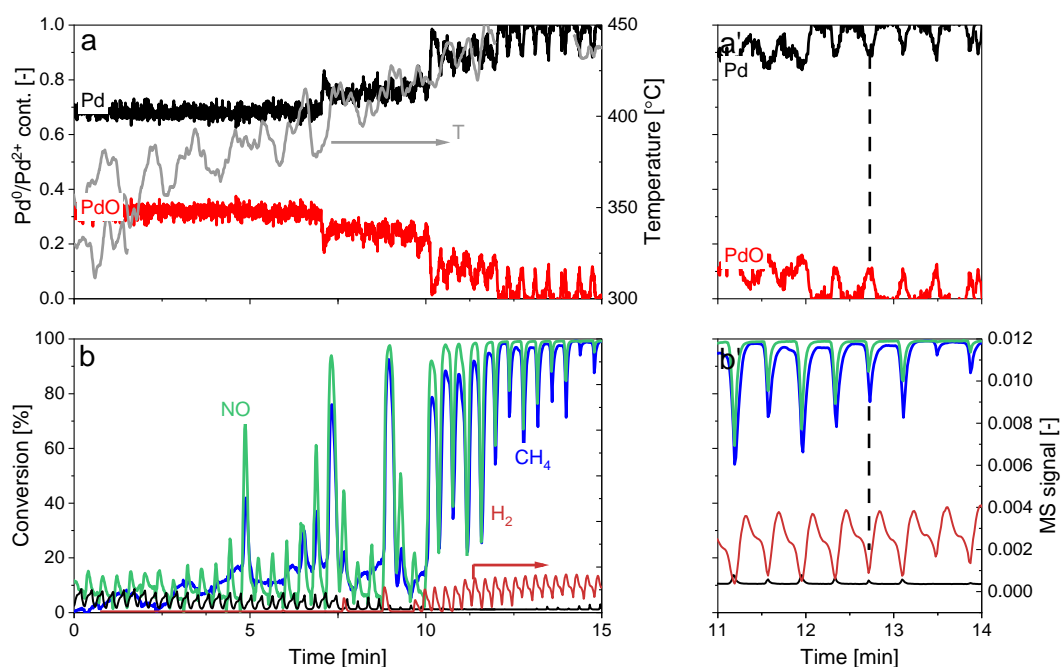 a
1.0
0.8
0.6
0.4
0.2
0.0
Pd⁰/Pd²⁺ cont. [-]
Pd
PdO
T
450
400
350
300
Temperature [°C]
a'
Pd
PdO
b
100
80
60
40
20
0
Conversion [%]
NO
CH₄
H₂
0
5
10
15
Time [min]
b'
0.012
0.010
0.008
0.006
0.004
0.002
0.000
MS signal [-]
11
12
13
14
Time [min]